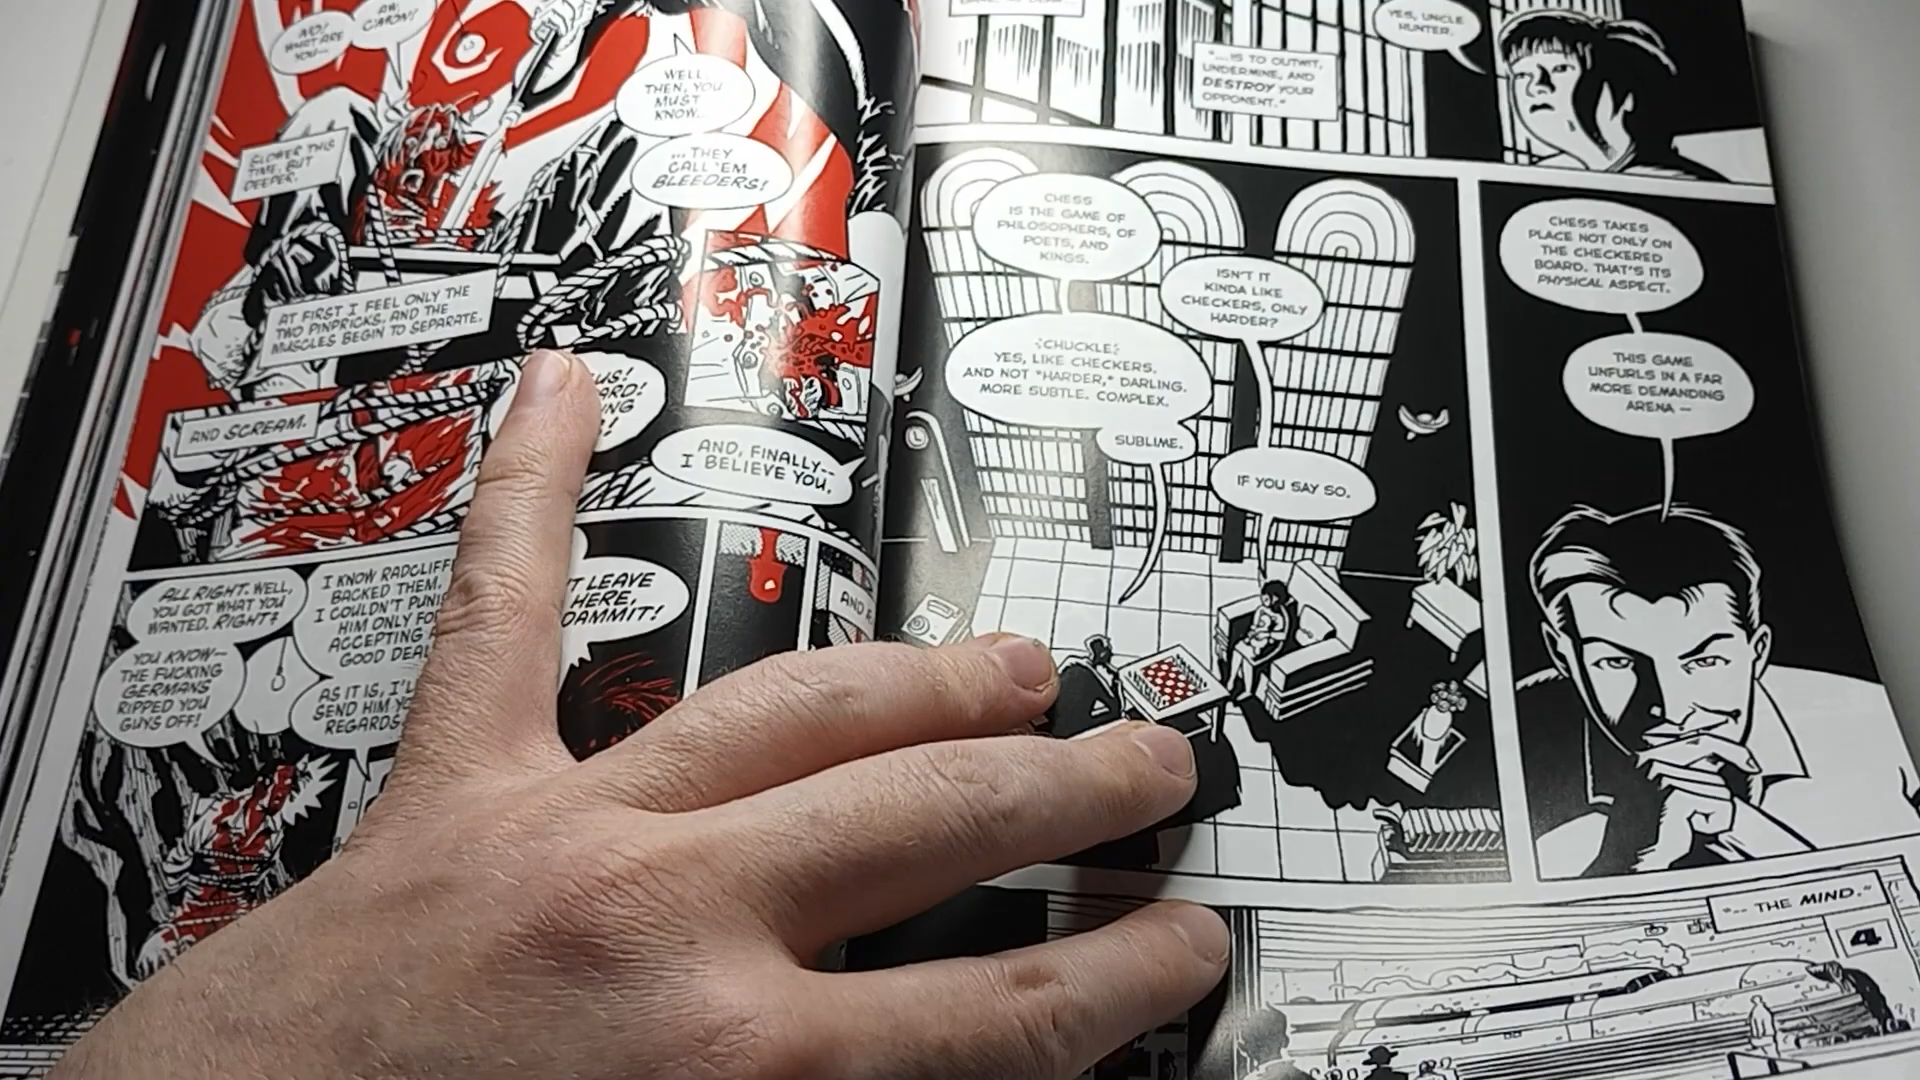 NO!
WHAT ARE
YOU--
AW,
CIARON!
WELL,
THEN, YOU
MUST
KNOW...
...THEY
CALL 'EM
BLEEDERS!
SLOWER THIS
TIME, BUT
DEEPER.
AT FIRST I FEEL ONLY THE
TWO PINPRICKS, AND THE
MUSCLES BEGIN TO SEPARATE.
AND SCREAM.
AND, FINALLY--
I BELIEVE YOU.
ALL RIGHT. WELL,
YOU GOT WHAT YOU
WANTED, RIGHT?
YOU KNOW--
THE FUCKING
GERMANS
RIPPED YOU
GUYS OFF!
I KNOW
BACKED THEM.
I COULDN'T
HIM ONLY
ACCEPTING
GOOD
AS IT IS,
SEND HIM
REGARDS
LEAVE
HERE,
DAMMIT!
AND
"...IS TO OUTWIT,
UNDERMINE, AND
DESTROY YOUR
OPPONENT."
YES, UNCLE
HUNTER.
CHESS
IS THE GAME OF
PHILOSOPHERS, OF
POETS, AND
KINGS.
ISN'T IT
KINDA LIKE
CHECKERS, ONLY
HARDER?
CHUCKLE
YES, LIKE CHECKERS.
AND NOT "HARDER," DARLING.
MORE SUBTLE. COMPLEX.
SUBLIME.
IF YOU SAY SO.
CHESS TAKES
PLACE NOT ONLY ON
THE CHECKERED
BOARD. THAT'S ITS
PHYSICAL ASPECT.
THIS GAME
UNFURLS IN A FAR
MORE DEMANDING
ARENA --
"-- THE MIND."
4